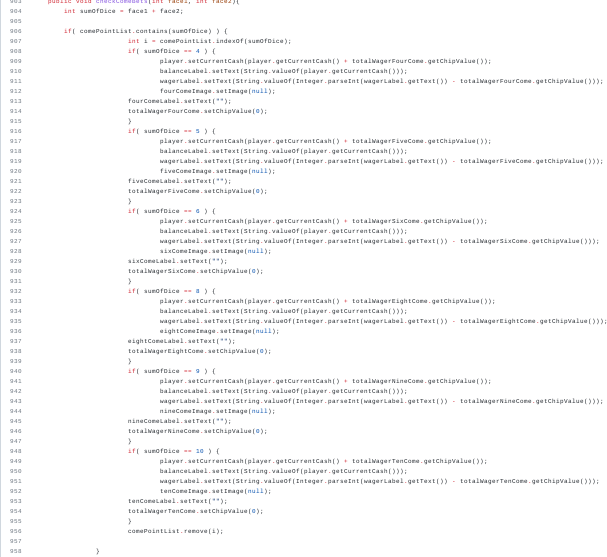 903 public void checkComeBets(int face1, int face2){
904 int sumOfDice = face1 + face2;
905
906 if( comePointList.contains(sumOfDice) ) {
907 int i = comePointList.indexOf(sumOfDice);
908 if( sumOfDice == 4 ) {
909 player.setCurrentCash(player.getCurrentCash() + totalWagerFourCome.getChipValue());
910 balanceLabel.setText(String.valueOf(player.getCurrentCash()));
911 wagerLabel.setText(String.valueOf(Integer.parseInt(wagerLabel.getText()) - totalWagerFourCome.getChipValue()));
912 fourComeImage.setImage(null);
913 fourComeLabel.setText("");
914 totalWagerFourCome.setChipValue(0);
915 }
916 if( sumOfDice == 5 ) {
917 player.setCurrentCash(player.getCurrentCash() + totalWagerFiveCome.getChipValue());
918 balanceLabel.setText(String.valueOf(player.getCurrentCash()));
919 wagerLabel.setText(String.valueOf(Integer.parseInt(wagerLabel.getText()) - totalWagerFiveCome.getChipValue()));
920 fiveComeImage.setImage(null);
921 fiveComeLabel.setText("");
922 totalWagerFiveCome.setChipValue(0);
923 }
924 if( sumOfDice == 6 ) {
925 player.setCurrentCash(player.getCurrentCash() + totalWagerSixCome.getChipValue());
926 balanceLabel.setText(String.valueOf(player.getCurrentCash()));
927 wagerLabel.setText(String.valueOf(Integer.parseInt(wagerLabel.getText()) - totalWagerSixCome.getChipValue()));
928 sixComeImage.setImage(null);
929 sixComeLabel.setText("");
930 totalWagerSixCome.setChipValue(0);
931 }
932 if( sumOfDice == 8 ) {
933 player.setCurrentCash(player.getCurrentCash() + totalWagerEightCome.getChipValue());
934 balanceLabel.setText(String.valueOf(player.getCurrentCash()));
935 wagerLabel.setText(String.valueOf(Integer.parseInt(wagerLabel.getText()) - totalWagerEightCome.getChipValue()));
936 eightComeImage.setImage(null);
937 eightComeLabel.setText("");
938 totalWagerEightCome.setChipValue(0);
939 }
940 if( sumOfDice == 9 ) {
941 player.setCurrentCash(player.getCurrentCash() + totalWagerNineCome.getChipValue());
942 balanceLabel.setText(String.valueOf(player.getCurrentCash()));
943 wagerLabel.setText(String.valueOf(Integer.parseInt(wagerLabel.getText()) - totalWagerNineCome.getChipValue()));
944 nineComeImage.setImage(null);
945 nineComeLabel.setText("");
946 totalWagerNineCome.setChipValue(0);
947 }
948 if( sumOfDice == 10 ) {
949 player.setCurrentCash(player.getCurrentCash() + totalWagerTenCome.getChipValue());
950 balanceLabel.setText(String.valueOf(player.getCurrentCash()));
951 wagerLabel.setText(String.valueOf(Integer.parseInt(wagerLabel.getText()) - totalWagerTenCome.getChipValue()));
952 tenComeImage.setImage(null);
953 tenComeLabel.setText("");
954 totalWagerTenCome.setChipValue(0);
955 }
956 comePointList.remove(i);
957
958 }